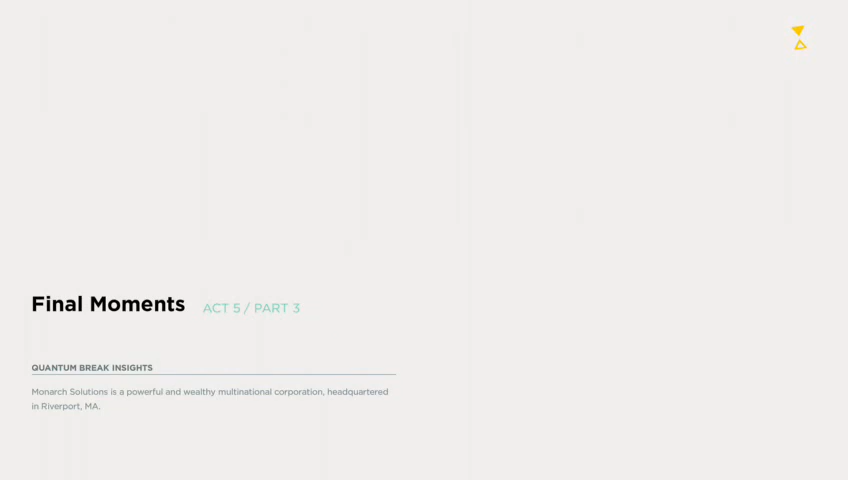 Final Moments ACT 5 / PART 3
QUANTUM BREAK INSIGHTS
Monarch Solutions is a powerful and wealthy multinational corporation, headquartered
in Riverport, MA.